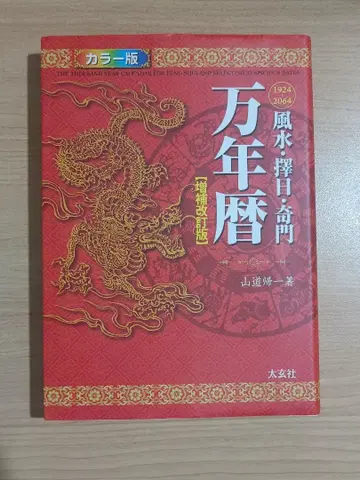 カラー版
1924
2064
風水・擇日・奇門
万年暦
【増補改訂版】
山道帰一著
太玄社